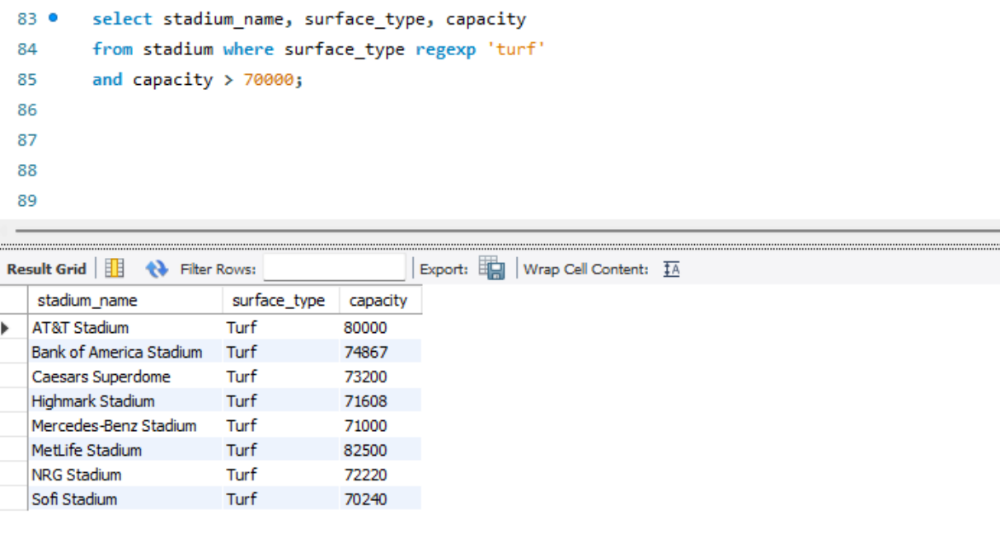 83 select stadium_name, surface_type, capacity
84 from stadium where surface_type regexp 'turf'
85 and capacity > 70000;
86
87
88
89
Result Grid Filter Rows: Export: Wrap Cell Content: IA
stadium_name surface_type capacity
AT&T Stadium Turf 80000
Bank of America Stadium Turf 74867
Caesars Superdome Turf 73200
Highmark Stadium Turf 71608
Mercedes-Benz Stadium Turf 71000
MetLife Stadium Turf 82500
NRG Stadium Turf 72220
Sofi Stadium Turf 70240